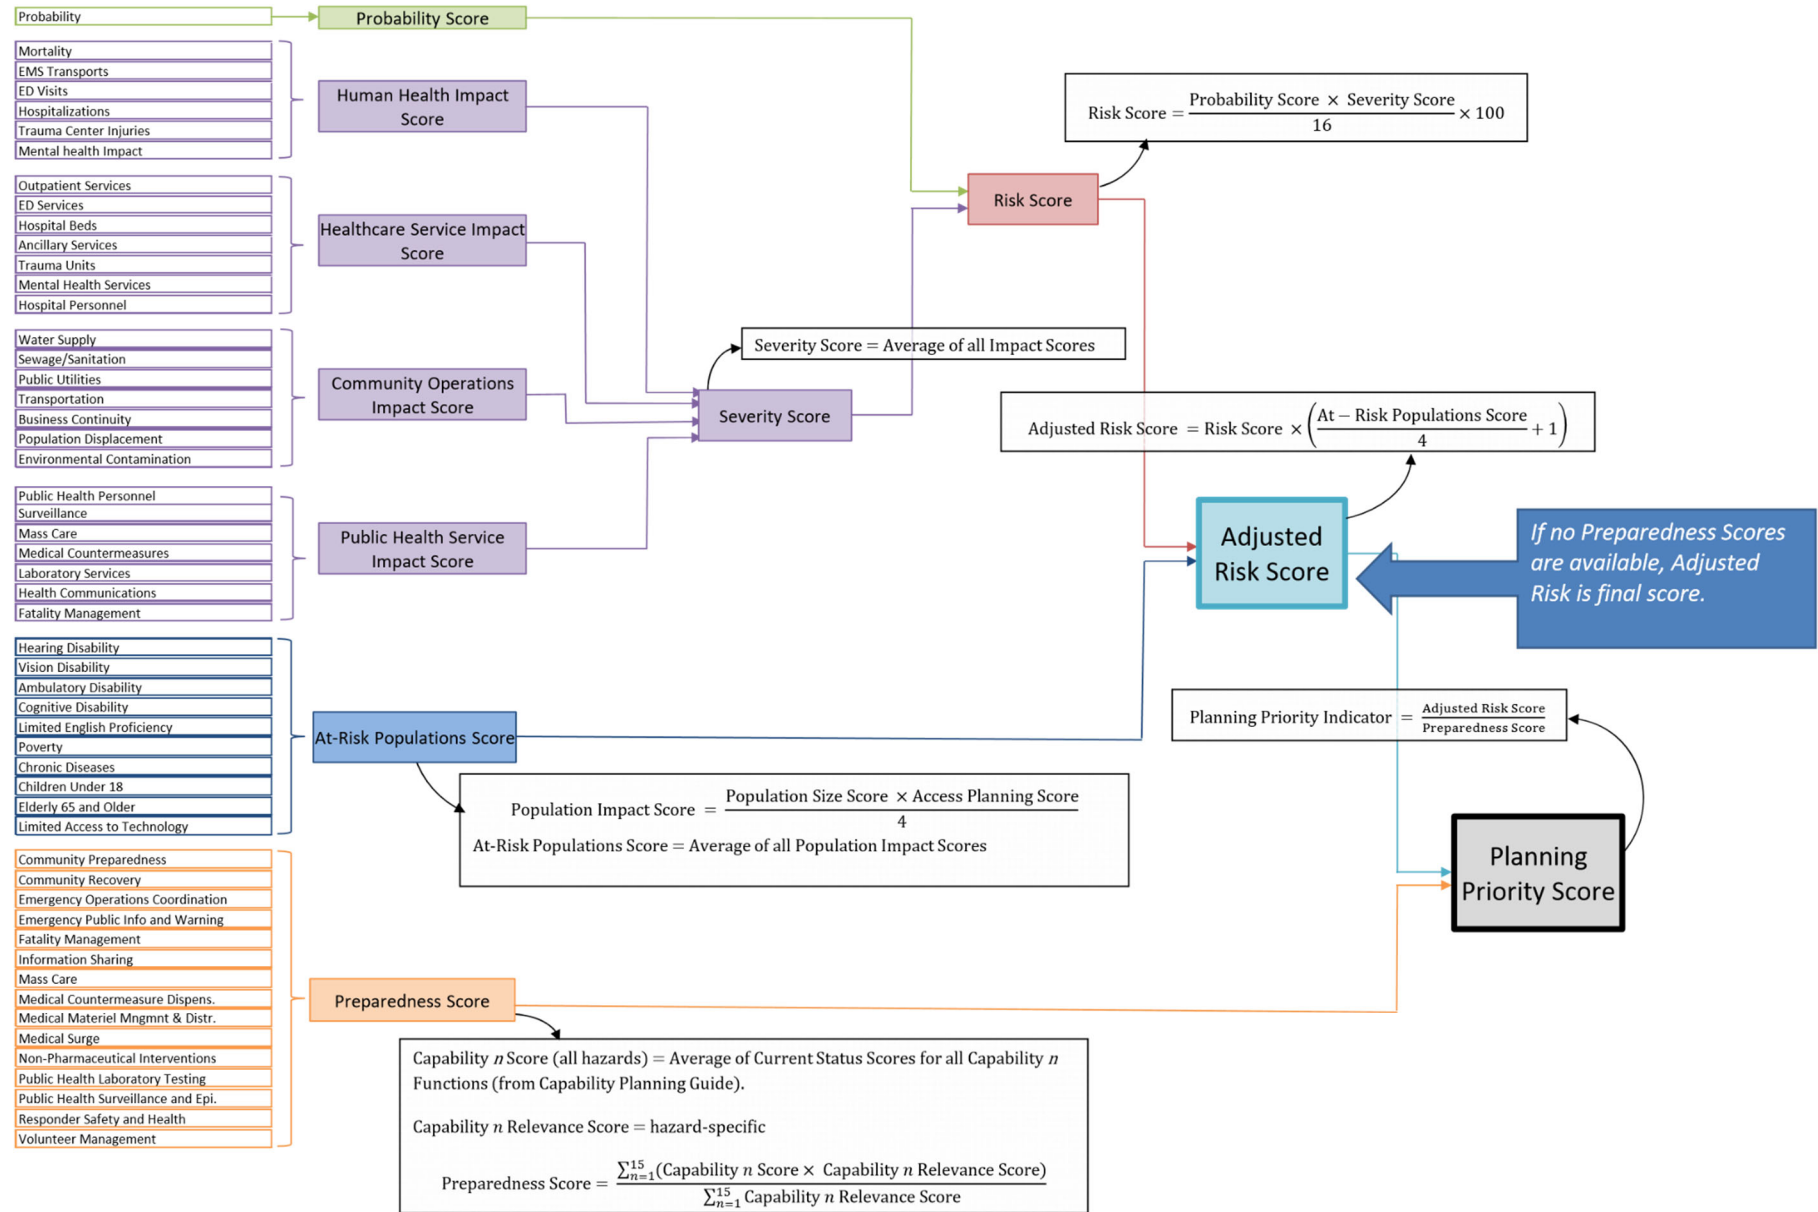 Probability
Probability Score
Mortality
EMS Transports
ED Visits
Hospitalizations
Trauma Center Injuries
Mental health Impact
Human Health Impact
Score
Outpatient Services
ED Services
Hospital Beds
Ancillary Services
Trauma Units
Mental Health Services
Hospital Personnel
Healthcare Service Impact
Score
Water Supply
Sewage/Sanitation
Public Utilities
Transportation
Business Continuity
Population Displacement
Environmental Contamination
Community Operations
Impact Score
Public Health Personnel
Surveillance
Mass Care
Medical Countermeasures
Laboratory Services
Health Communications
Fatality Management
Public Health Service
Impact Score
Severity Score = Average of all Impact Scores
Severity Score
Risk Score = Probability Score × Severity Score / 16 × 100
Risk Score
Adjusted Risk Score = Risk Score × (At – Risk Populations Score / 4 + 1)
Adjusted
Risk Score
If no Preparedness Scores
are available, Adjusted
Risk is final score.
Hearing Disability
Vision Disability
Ambulatory Disability
Cognitive Disability
Limited English Proficiency
Poverty
Chronic Diseases
Children Under 18
Elderly 65 and Older
Limited Access to Technology
At-Risk Populations Score
Population Impact Score = Population Size Score × Access Planning Score / 4
At-Risk Populations Score = Average of all Population Impact Scores
Planning Priority Indicator = Adjusted Risk Score / Preparedness Score
Planning
Priority Score
Community Preparedness
Community Recovery
Emergency Operations Coordination
Emergency Public Info and Warning
Fatality Management
Information Sharing
Mass Care
Medical Countermeasure Dispens.
Medical Materiel Mngmnt & Distr.
Medical Surge
Non-Pharmaceutical Interventions
Public Health Laboratory Testing
Public Health Surveillance and Epi.
Responder Safety and Health
Volunteer Management
Preparedness Score
Capability n Score (all hazards) = Average of Current Status Scores for all Capability n
Functions (from Capability Planning Guide).
Capability n Relevance Score = hazard-specific
Preparedness Score = ∑_{n=1}^{15}(Capability n Score × Capability n Relevance Score) / ∑_{n=1}^{15} Capability n Relevance Score